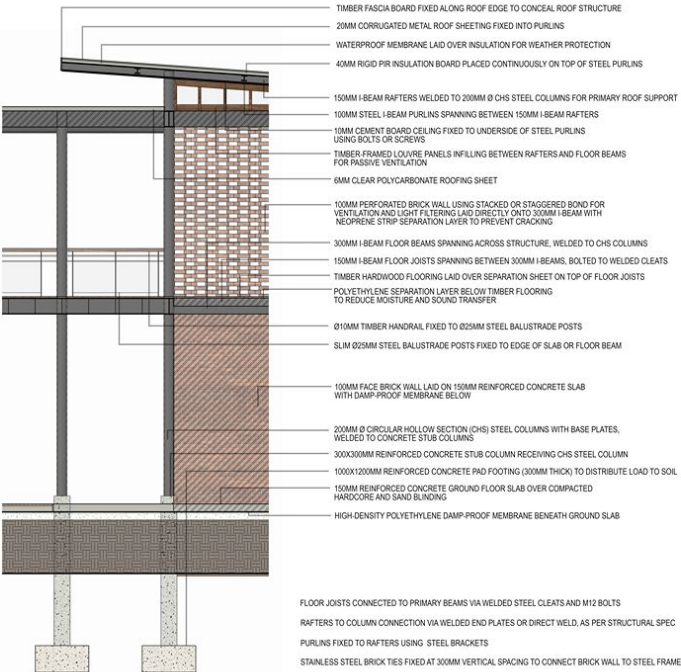 TIMBER FASCIA BOARD FIXED ALONG ROOF EDGE TO CONCEAL ROOF STRUCTURE
20MM CORRUGATED METAL ROOF SHEETING FIXED INTO PURLINS
WATERPROOF MEMBRANE LAID OVER INSULATION FOR WEATHER PROTECTION
40MM RIGID PIR INSULATION BOARD PLACED CONTINUOUSLY ON TOP OF STEEL PURLINS
150MM I-BEAM RAFTERS WELDED TO 200MM Ø CHS STEEL COLUMNS FOR PRIMARY ROOF SUPPORT
100MM STEEL I-BEAM PURLINS SPANNING BETWEEN 150MM I-BEAM RAFTERS
10MM CEMENT BOARD CEILING FIXED TO UNDERSIDE OF STEEL PURLINS
USING BOLTS OR SCREWS
TIMBER-FRAMED LOUVRE PANELS INFILLING BETWEEN RAFTERS AND FLOOR BEAMS
FOR PASSIVE VENTILATION
6MM CLEAR POLYCARBONATE ROOFING SHEET
100MM PERFORATED BRICK WALL USING STACKED OR STAGGERED BOND FOR
VENTILATION AND LIGHT FILTERING LAID DIRECTLY ONTO 300MM I-BEAM WITH
NEOPRENE STRIP SEPARATION LAYER TO PREVENT CRACKING
300MM I-BEAM FLOOR BEAMS SPANNING ACROSS STRUCTURE, WELDED TO CHS COLUMNS
150MM I-BEAM FLOOR JOISTS SPANNING BETWEEN 300MM I-BEAMS, BOLTED TO WELDED CLEATS
TIMBER HARDWOOD FLOORING LAID OVER SEPARATION SHEET ON TOP OF FLOOR JOISTS
POLYETHYLENE SEPARATION LAYER BELOW TIMBER FLOORING
TO REDUCE MOISTURE AND SOUND TRANSFER
Ø10MM TIMBER HANDRAIL FIXED TO Ø25MM STEEL BALUSTRADE POSTS
SLIM Ø25MM STEEL BALUSTRADE POSTS FIXED TO EDGE OF SLAB OR FLOOR BEAM
100MM FACE BRICK WALL LAID ON 150MM REINFORCED CONCRETE SLAB
WITH DAMP-PROOF MEMBRANE BELOW
200MM Ø CIRCULAR HOLLOW SECTION (CHS) STEEL COLUMNS WITH BASE PLATES,
WELDED TO CONCRETE STUB COLUMNS
300X300MM REINFORCED CONCRETE STUB COLUMN RECEIVING CHS STEEL COLUMN
1000X1200MM REINFORCED CONCRETE PAD FOOTING (300MM THICK) TO DISTRIBUTE LOAD TO SOIL
150MM REINFORCED CONCRETE GROUND FLOOR SLAB OVER COMPACTED
HARDCORE AND SAND BLINDING
HIGH-DENSITY POLYETHYLENE DAMP-PROOF MEMBRANE BENEATH GROUND SLAB
FLOOR JOISTS CONNECTED TO PRIMARY BEAMS VIA WELDED STEEL CLEATS AND M12 BOLTS
RAFTERS TO COLUMN CONNECTION VIA WELDED END PLATES OR DIRECT WELD, AS PER STRUCTURAL SPEC
PURLINS FIXED TO RAFTERS USING STEEL BRACKETS
STAINLESS STEEL BRICK TIES FIXED AT 300MM VERTICAL SPACING TO CONNECT BRICK WALL TO STEEL FRAME